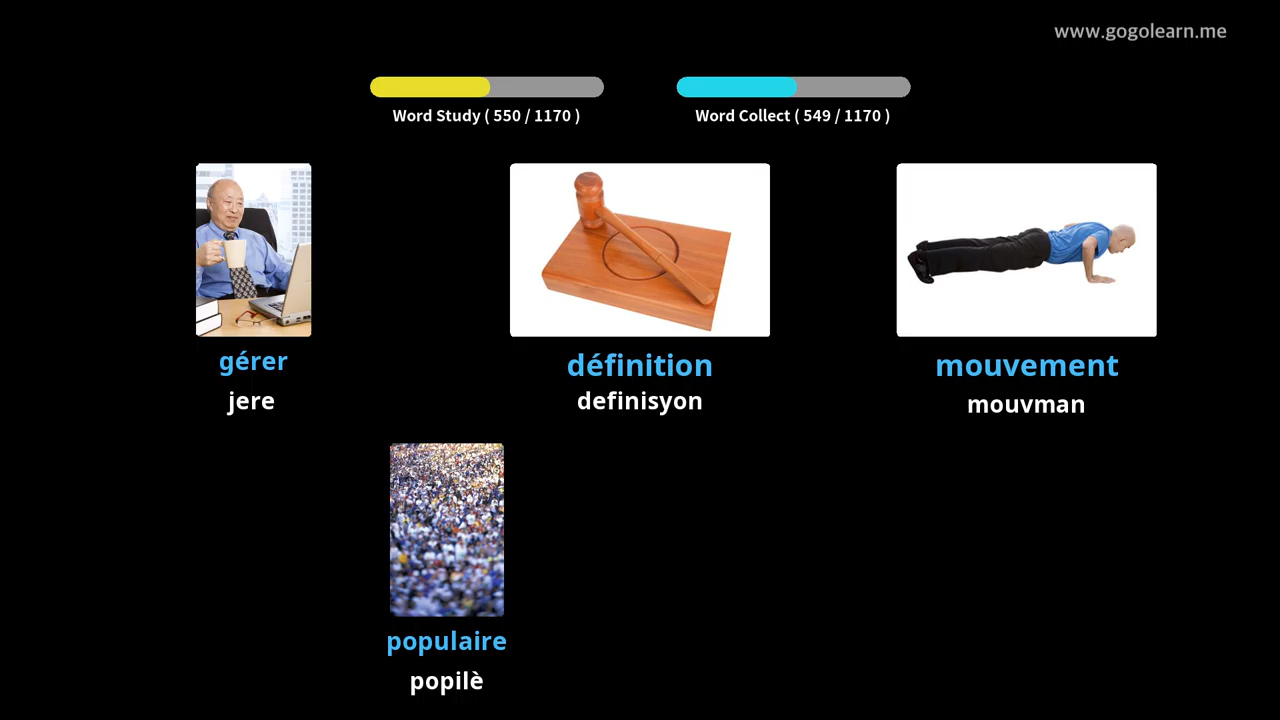 www.gogolearn.me
Word Study ( 550 / 1170 )
Word Collect ( 549 / 1170 )
gérer
jere
définition
definisyon
mouvement
mouvman
populaire
popilè